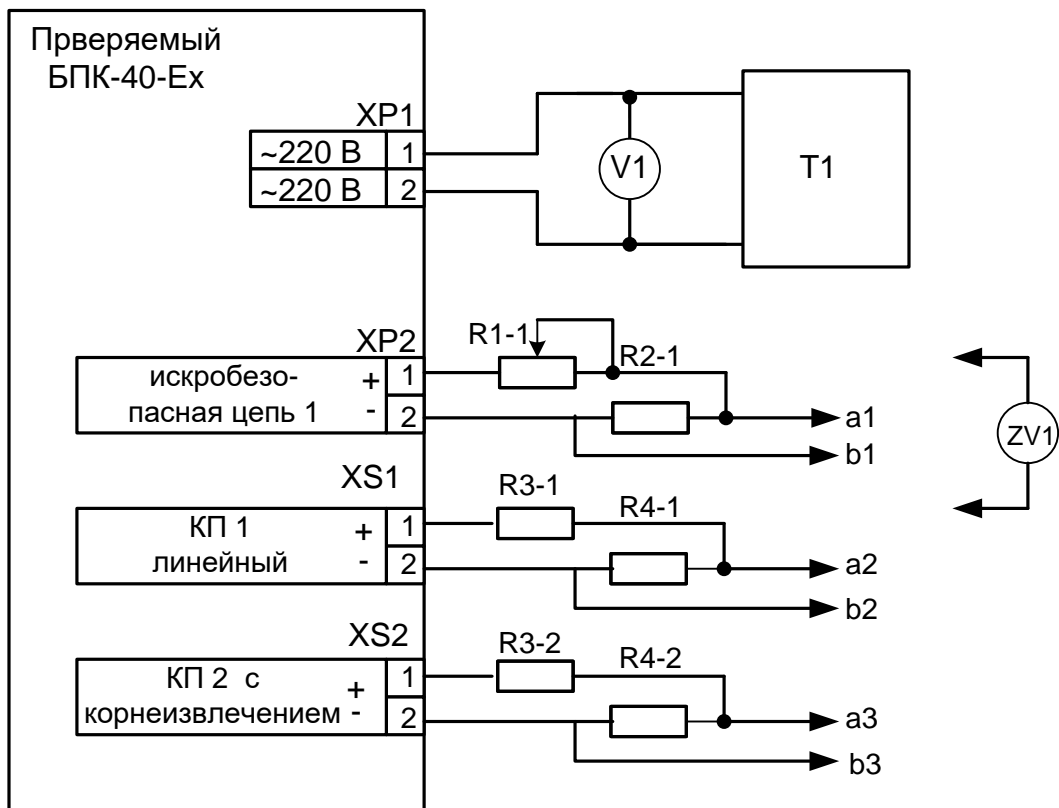 Прверяемый
БПК-40-Ex
XP1
~220 В 1
~220 В 2
V1
T1
XP2
R1-1
R2-1
искробезо-
пасная цепь 1
+ 1
- 2
a1
b1
ZV1
XS1
R3-1
R4-1
КП 1
линейный
+ 1
- 2
a2
b2
XS2
R3-2
R4-2
КП 2 с
корнеизвлечением
+ 1
- 2
a3
b3